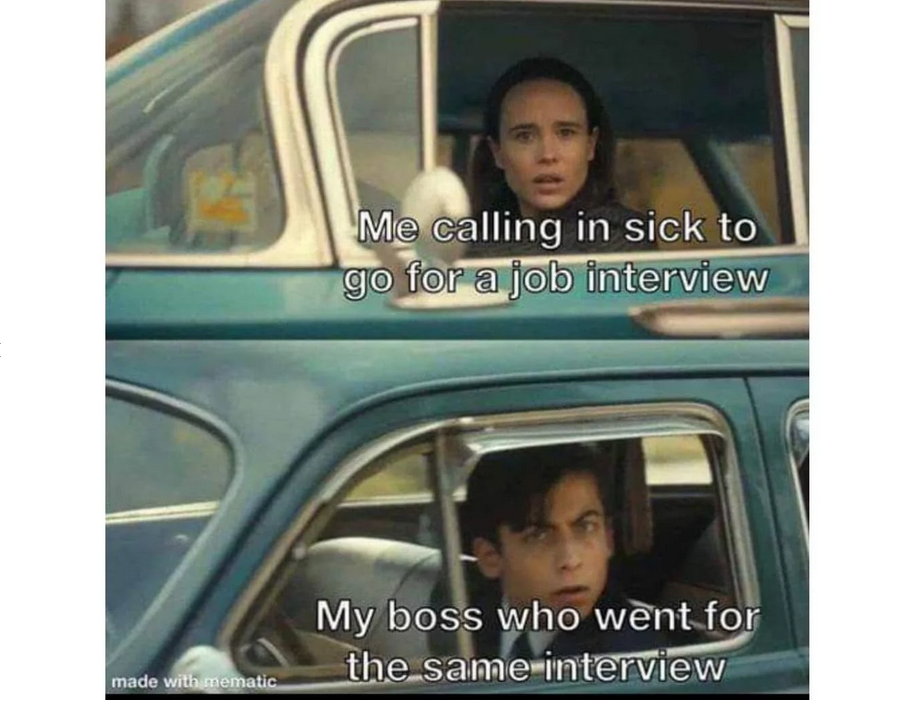 Me calling in sick to
go for a job interview
My boss who went for
the same interview
made with mematic